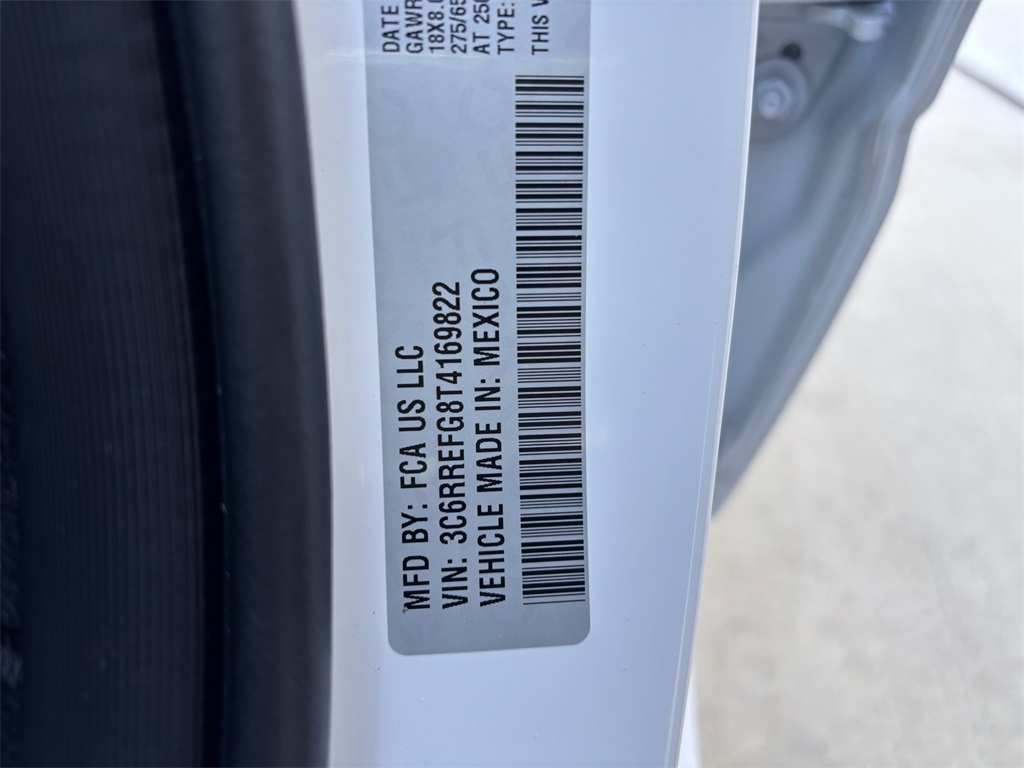 MFD BY: FCA US LLC
VIN: 3C6RREFG8T4169822
VEHICLE MADE IN: MEXICO
DATE
GAWR
18X8.0
275/65
AT 250
TYPE:
THIS V